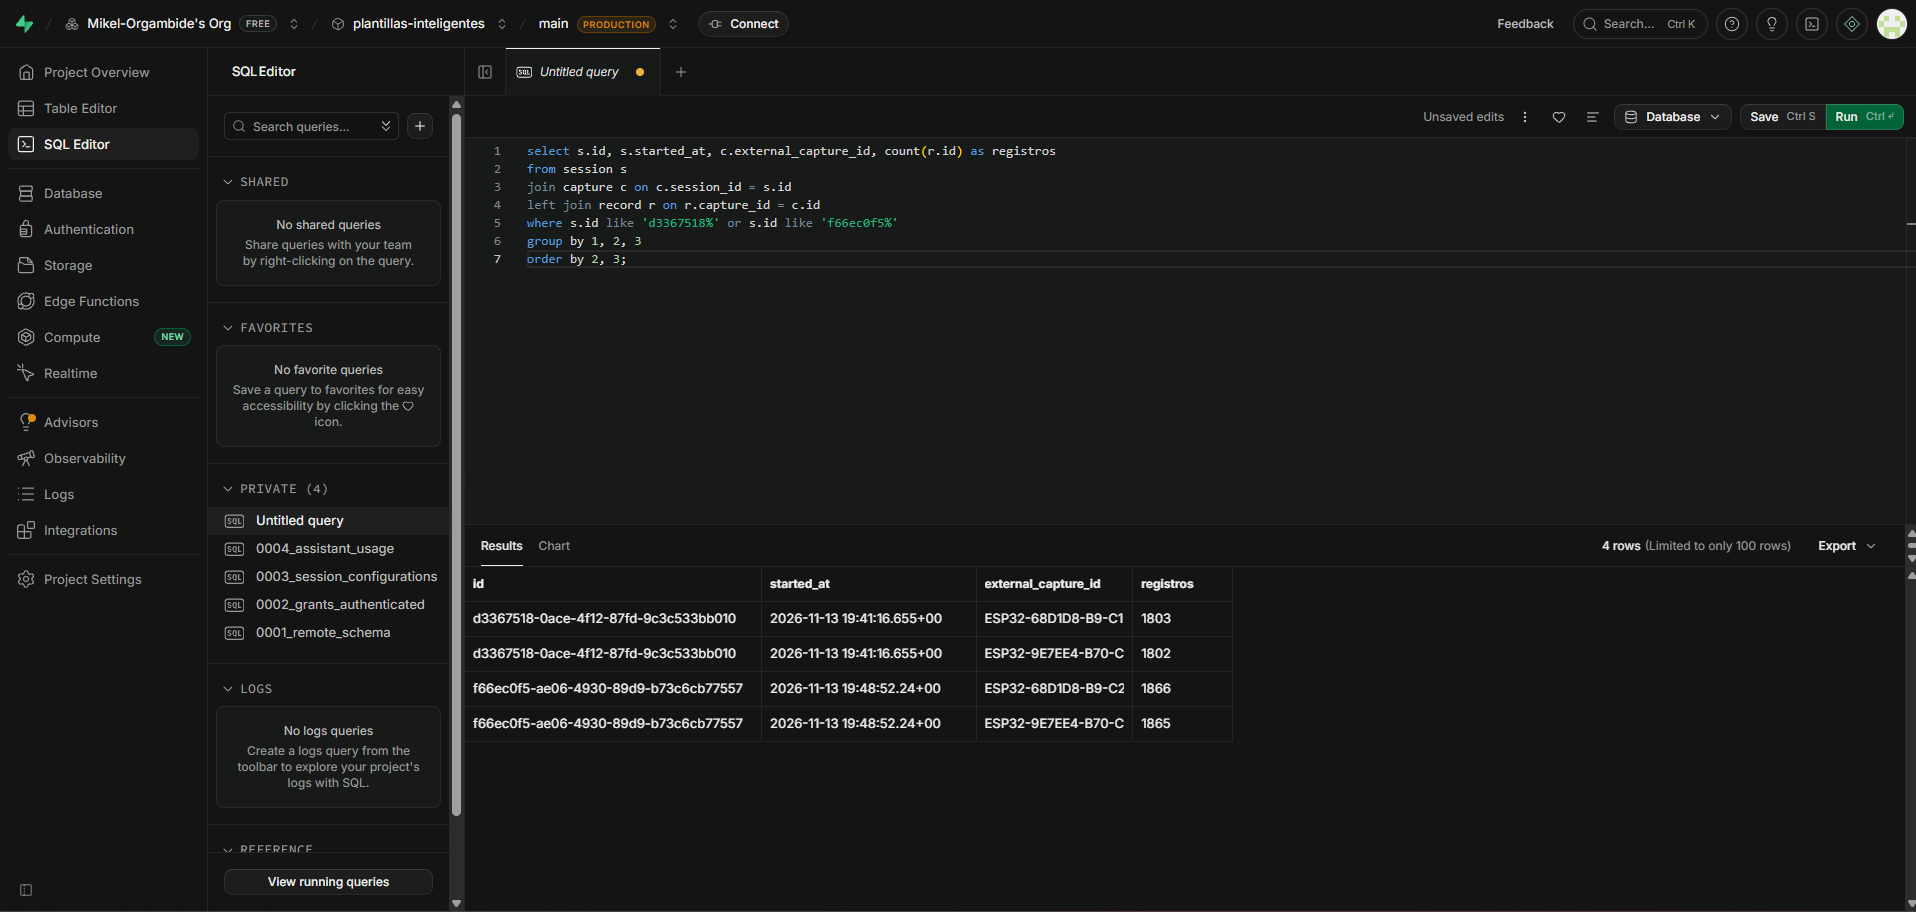 Mikel-Orgambide's Org FREE / plantillas-inteligentes / main PRODUCTION Connect
Feedback Search... Ctrl K
Project Overview
Table Editor
SQL Editor
Database
Authentication
Storage
Edge Functions
Compute NEW
Realtime
Advisors
Observability
Logs
Integrations
Project Settings
SQL Editor
Search queries...
SHARED
No shared queries
Share queries with your team
by right-clicking on the query.
FAVORITES
No favorite queries
Save a query to favorites for easy
accessibility by clicking the
icon.
PRIVATE (4)
SQL Untitled query
SQL 0004_assistant_usage
SQL 0003_session_configurations
SQL 0002_grants_authenticated
SQL 0001_remote_schema
LOGS
No logs queries
Create a logs query from the
toolbar to explore your project's
logs with SQL.
REFERENCE
View running queries
SQL Untitled query
Unsaved edits Database Save Ctrl S Run Ctrl
1 select s.id, s.started_at, c.external_capture_id, count(r.id) as registros
2 from session s
3 join capture c on c.session_id = s.id
4 left join record r on r.capture_id = c.id
5 where s.id like 'd3367518%' or s.id like 'f66ec0f5%'
6 group by 1, 2, 3
7 order by 2, 3;
Results Chart 4 rows (Limited to only 100 rows) Export
id started_at external_capture_id registros
d3367518-0ace-4f12-87fd-9c3c533bb010 2026-11-13 19:41:16.655+00 ESP32-68D1D8-B9-C1 1803
d3367518-0ace-4f12-87fd-9c3c533bb010 2026-11-13 19:41:16.655+00 ESP32-9E7EE4-B70-C 1802
f66ec0f5-ae06-4930-89d9-b73c6cb77557 2026-11-13 19:48:52.24+00 ESP32-68D1D8-B9-C2 1866
f66ec0f5-ae06-4930-89d9-b73c6cb77557 2026-11-13 19:48:52.24+00 ESP32-9E7EE4-B70-C 1865